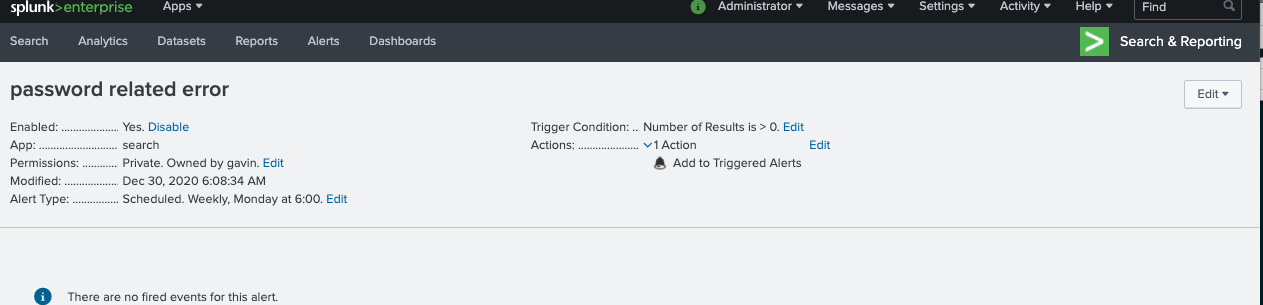 splunk>enterprise Apps Administrator Messages Settings Activity Help Find
Search Analytics Datasets Reports Alerts Dashboards Search & Reporting
password related error
Edit
Enabled: ................... Yes. Disable
App: .......................... search
Permissions: ............ Private. Owned by gavin. Edit
Modified: .................. Dec 30, 2020 6:08:34 AM
Alert Type: ................ Scheduled. Weekly, Monday at 6:00. Edit
Trigger Condition: .. Number of Results is > 0. Edit
Actions: .................... 1 Action Edit
Add to Triggered Alerts
There are no fired events for this alert.